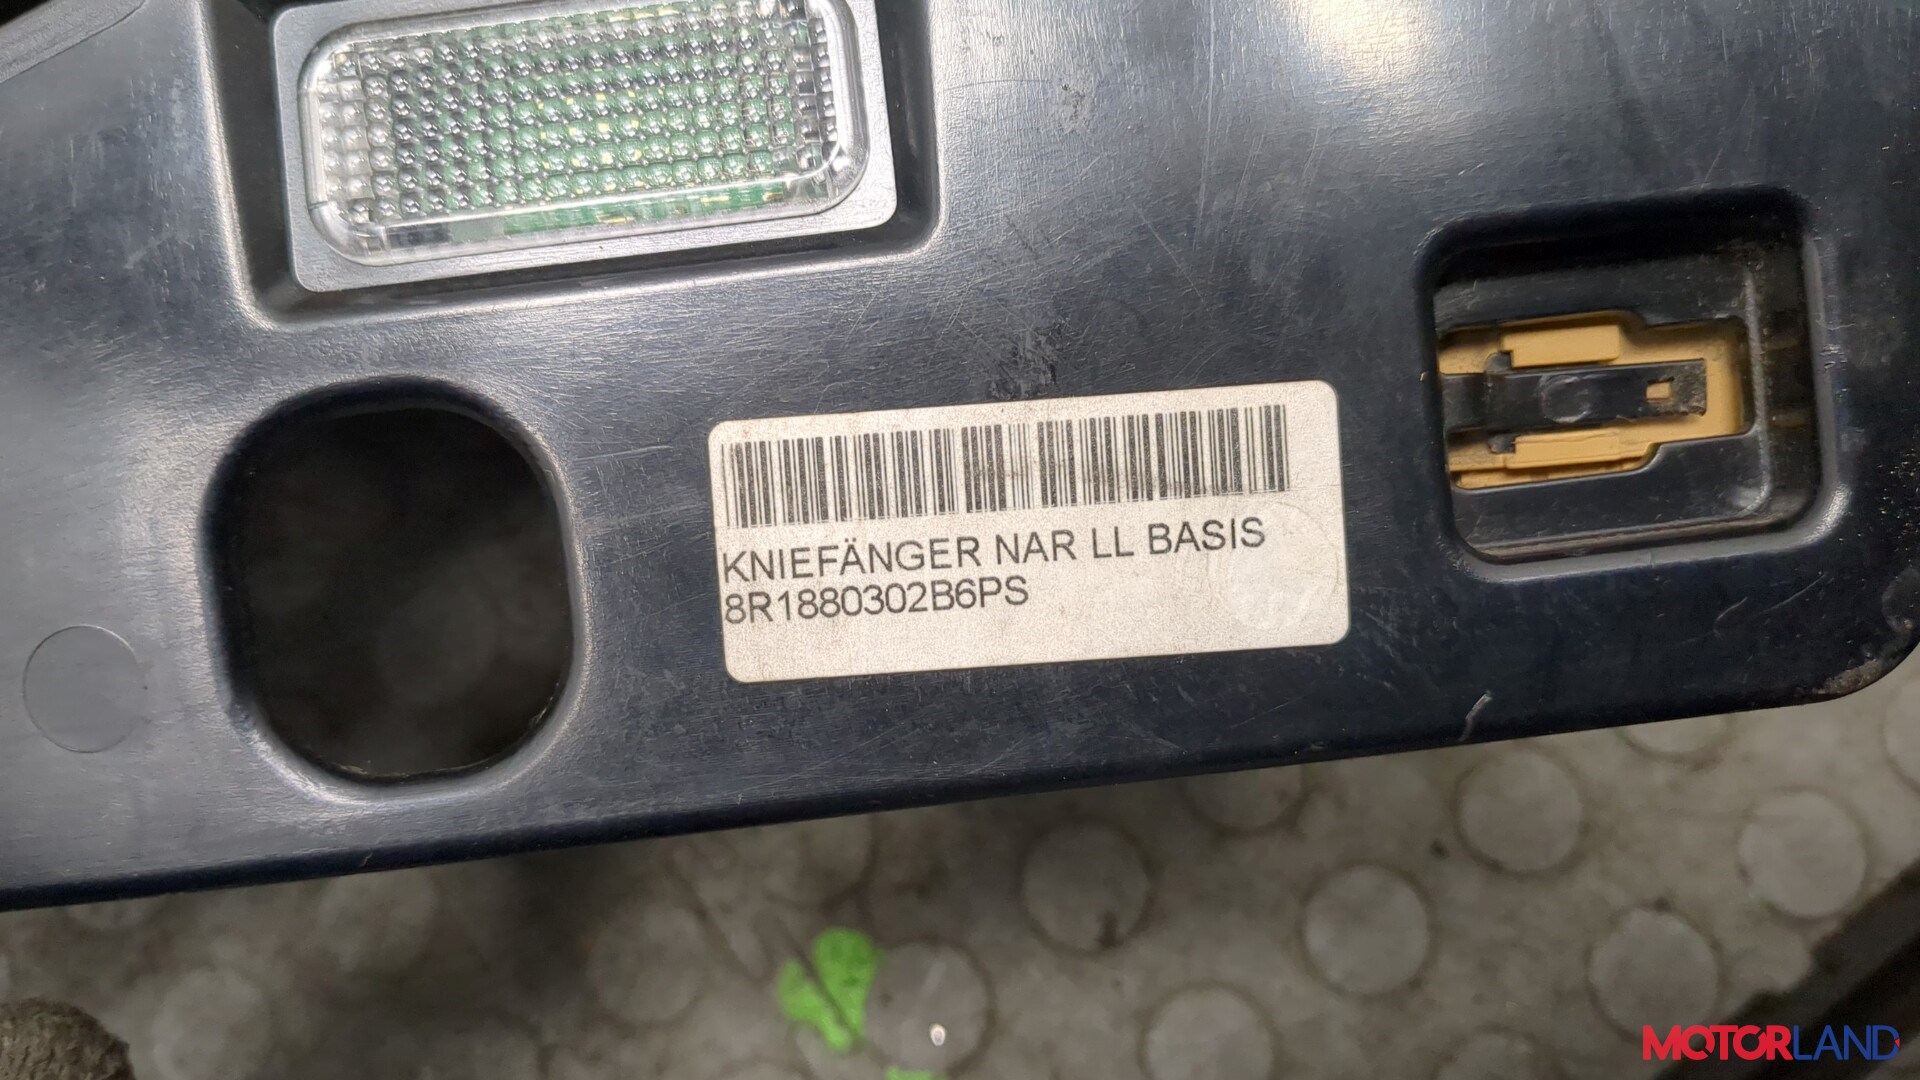 KNIEFÄNGER NAR LL BASIS
8R1880302B6PS
MOTORLAND